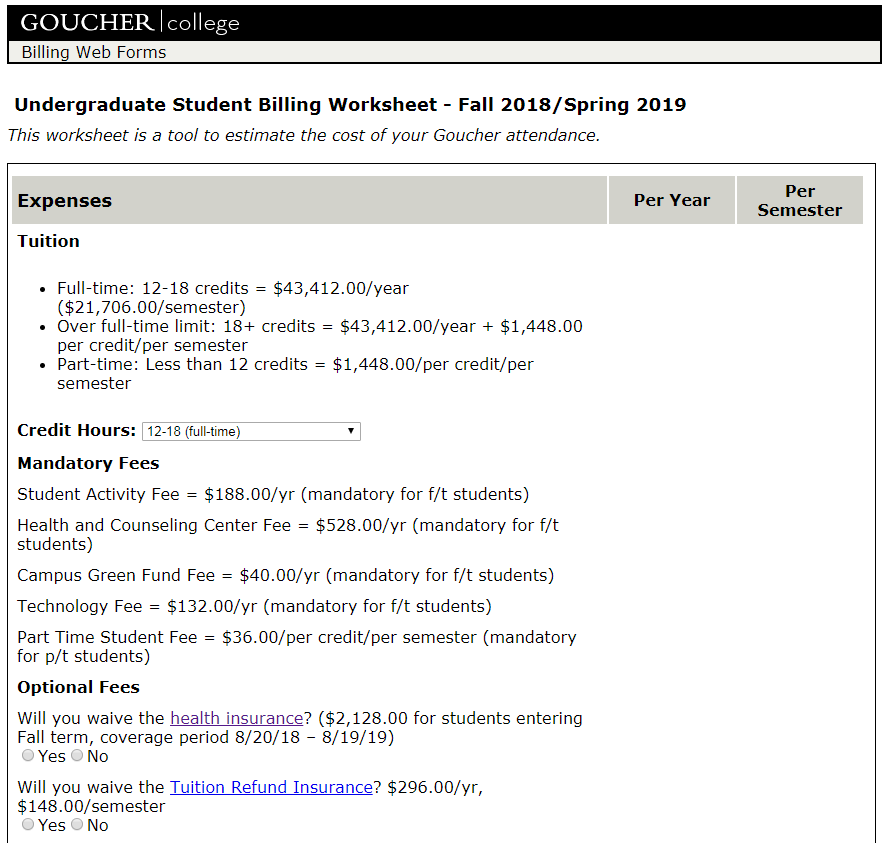 GOUCHER college
Billing Web Forms
Undergraduate Student Billing Worksheet - Fall 2018/Spring 2019
This worksheet is a tool to estimate the cost of your Goucher attendance.
Expenses
Per Year
Per
Semester
Tuition
• Full-time: 12-18 credits = $43,412.00/year
($21,706.00/semester)
• Over full-time limit: 18+ credits = $43,412.00/year + $1,448.00
per credit/per semester
• Part-time: Less than 12 credits = $1,448.00/per credit/per
semester
Credit Hours: 12-18 (full-time)
Mandatory Fees
Student Activity Fee = $188.00/yr (mandatory for f/t students)
Health and Counseling Center Fee = $528.00/yr (mandatory for f/t
students)
Campus Green Fund Fee = $40.00/yr (mandatory for f/t students)
Technology Fee = $132.00/yr (mandatory for f/t students)
Part Time Student Fee = $36.00/per credit/per semester (mandatory
for p/t students)
Optional Fees
Will you waive the health insurance? ($2,128.00 for students entering
Fall term, coverage period 8/20/18 – 8/19/19)
Yes No
Will you waive the Tuition Refund Insurance? $296.00/yr,
$148.00/semester
Yes No